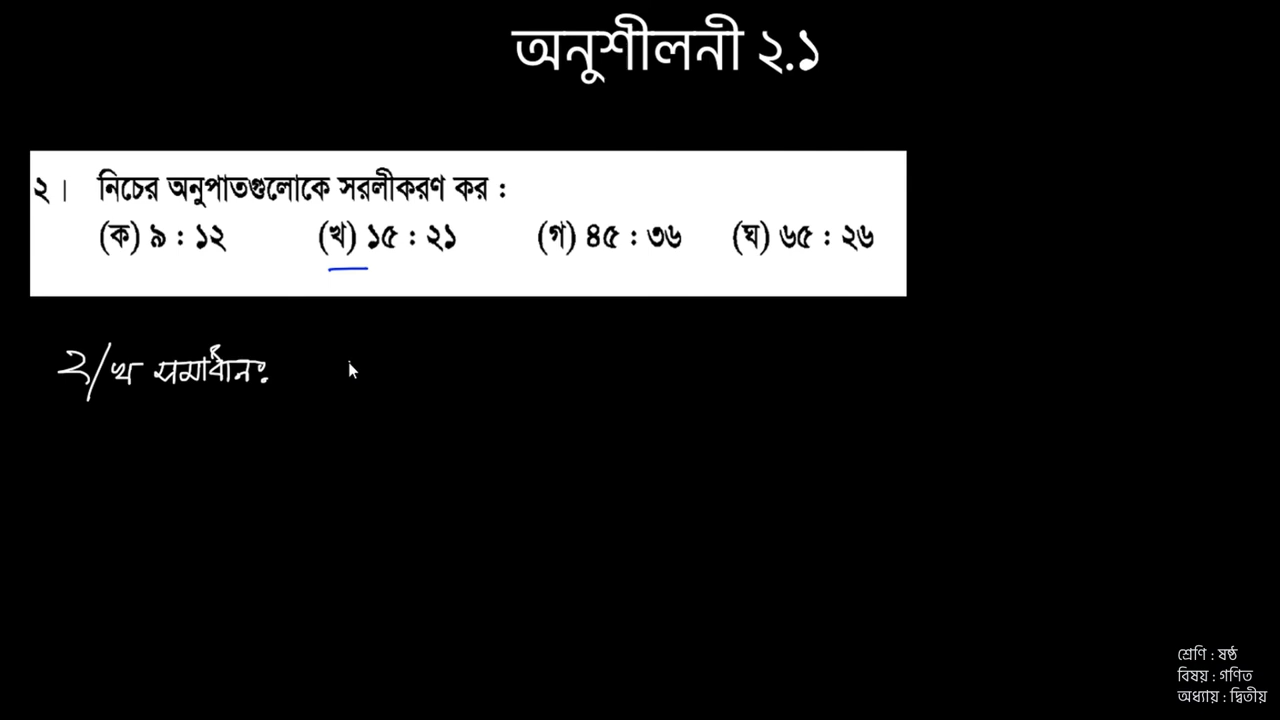 অনুশীলনী ২.১
২। নিচের অনুপাতগুলোকে সরলীকরণ কর :
(ক) ৯ : ১২ (খ) ১৫ : ২১ (গ) ৪৫ : ৩৬ (ঘ) ৬৫ : ২৬
২/খ সমাধান:
শ্রেণি : ষষ্ঠ
বিষয় : গণিত
অধ্যায় : দ্বিতীয়